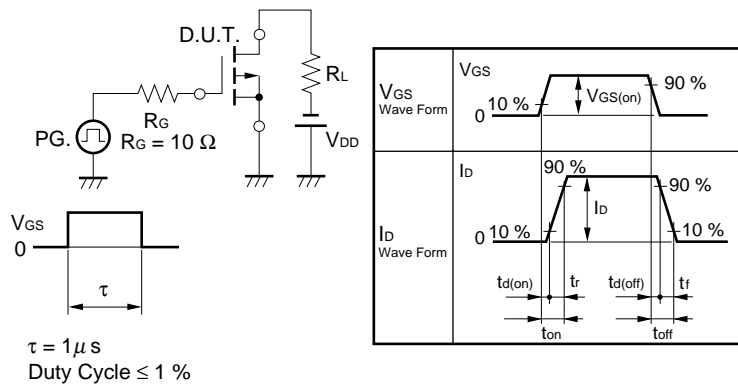 D.U.T.
RL
RG
RG = 10 Ω
PG.
VDD
VGS
0
τ
τ = 1μ s
Duty Cycle ≤ 1 %
VGS
Wave Form
VGS
10 %
0
VGS(on)
90 %
ID
Wave Form
ID
90 %
90 %
0 10 %
ID
10 %
td(on)
tr
td(off)
tf
ton
toff